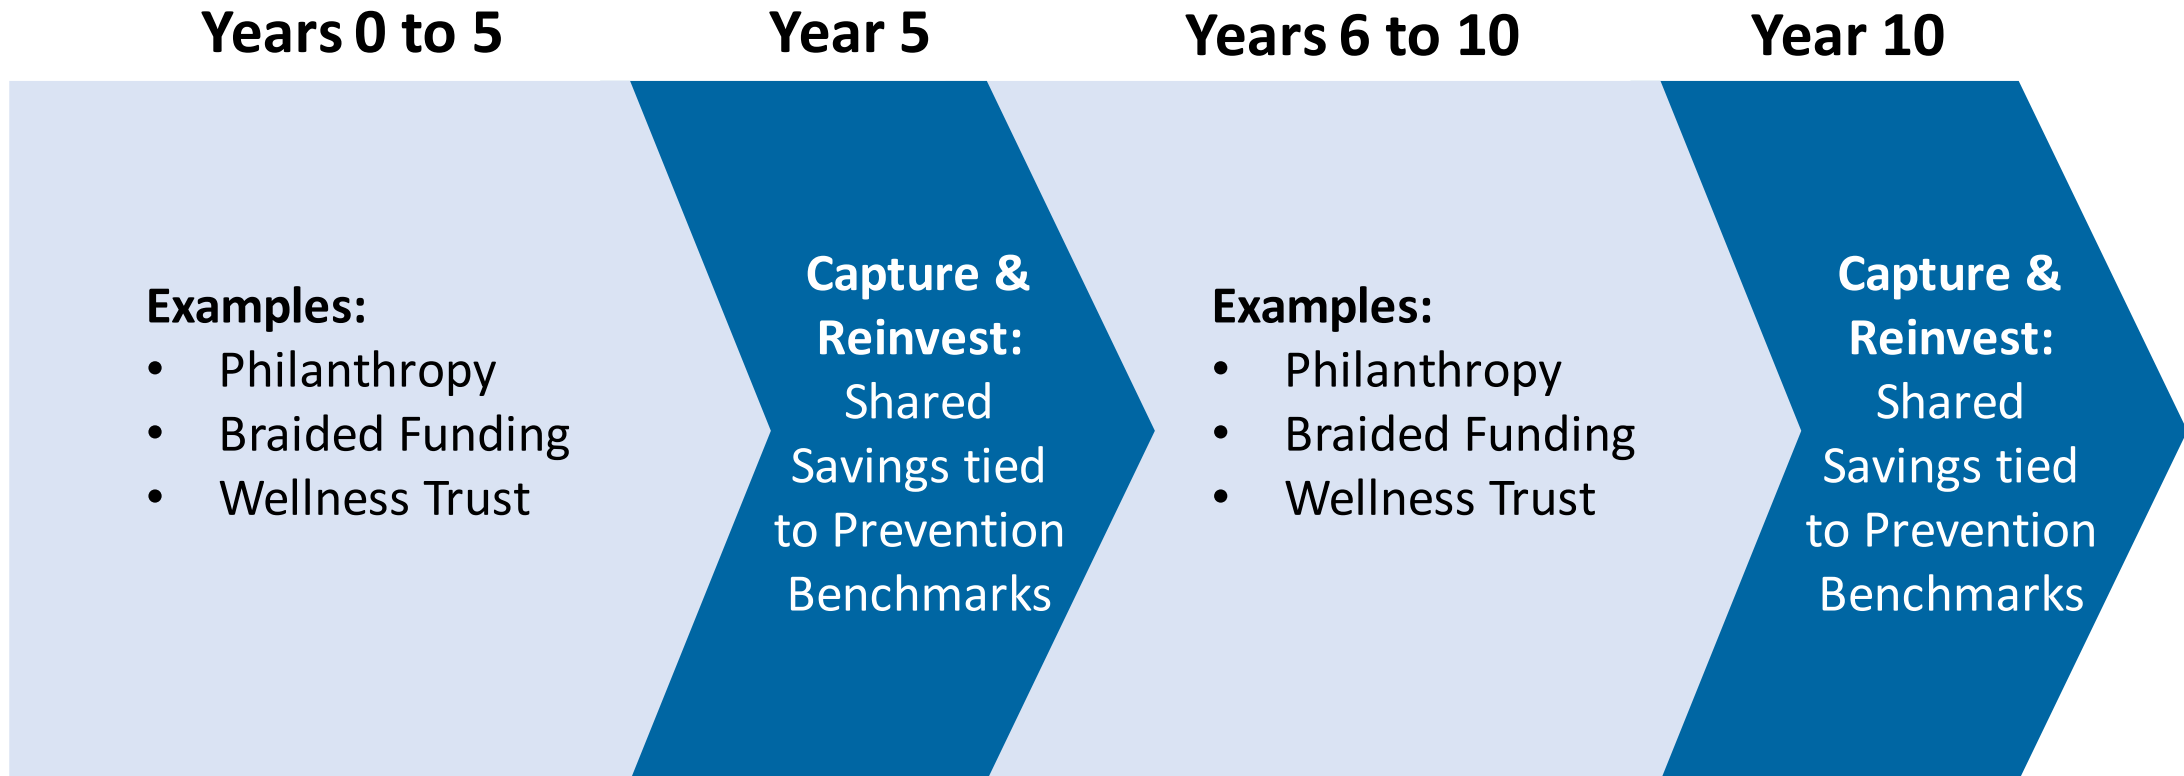 Years 0 to 5
Year 5
Years 6 to 10
Year 10
Examples:
• Philanthropy
• Braided Funding
• Wellness Trust
Capture &
Reinvest:
Shared
Savings tied
to Prevention
Benchmarks
Examples:
• Philanthropy
• Braided Funding
• Wellness Trust
Capture &
Reinvest:
Shared
Savings tied
to Prevention
Benchmarks